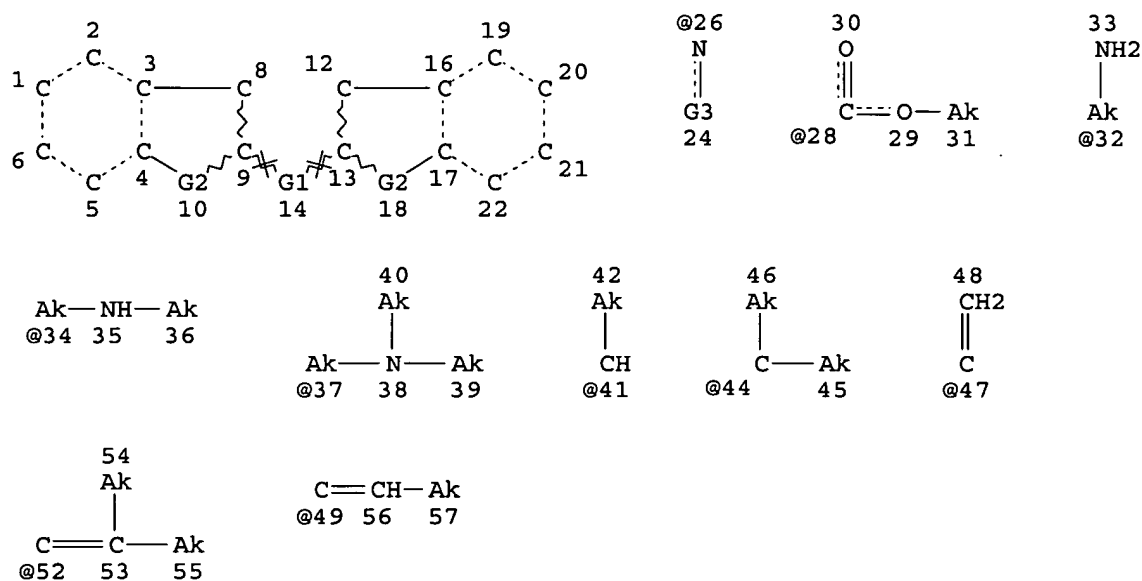 2 19 @26 30 33
C C N O NH2
1 3 8 12 16 20
C C C C C C
G3 C O Ak Ak
24 @28 29 31 @32
6 21
C C C C C C
4 G2 9 G1 13 G2 17
C C
5 10 14 18 22
40 42 46 48
Ak Ak Ak CH2
Ak NH Ak
@34 35 36
Ak N Ak CH C Ak C
@37 38 39 @41 @44 45 @47
54
Ak
C CH Ak
@49 56 57
C C Ak
@52 53 55